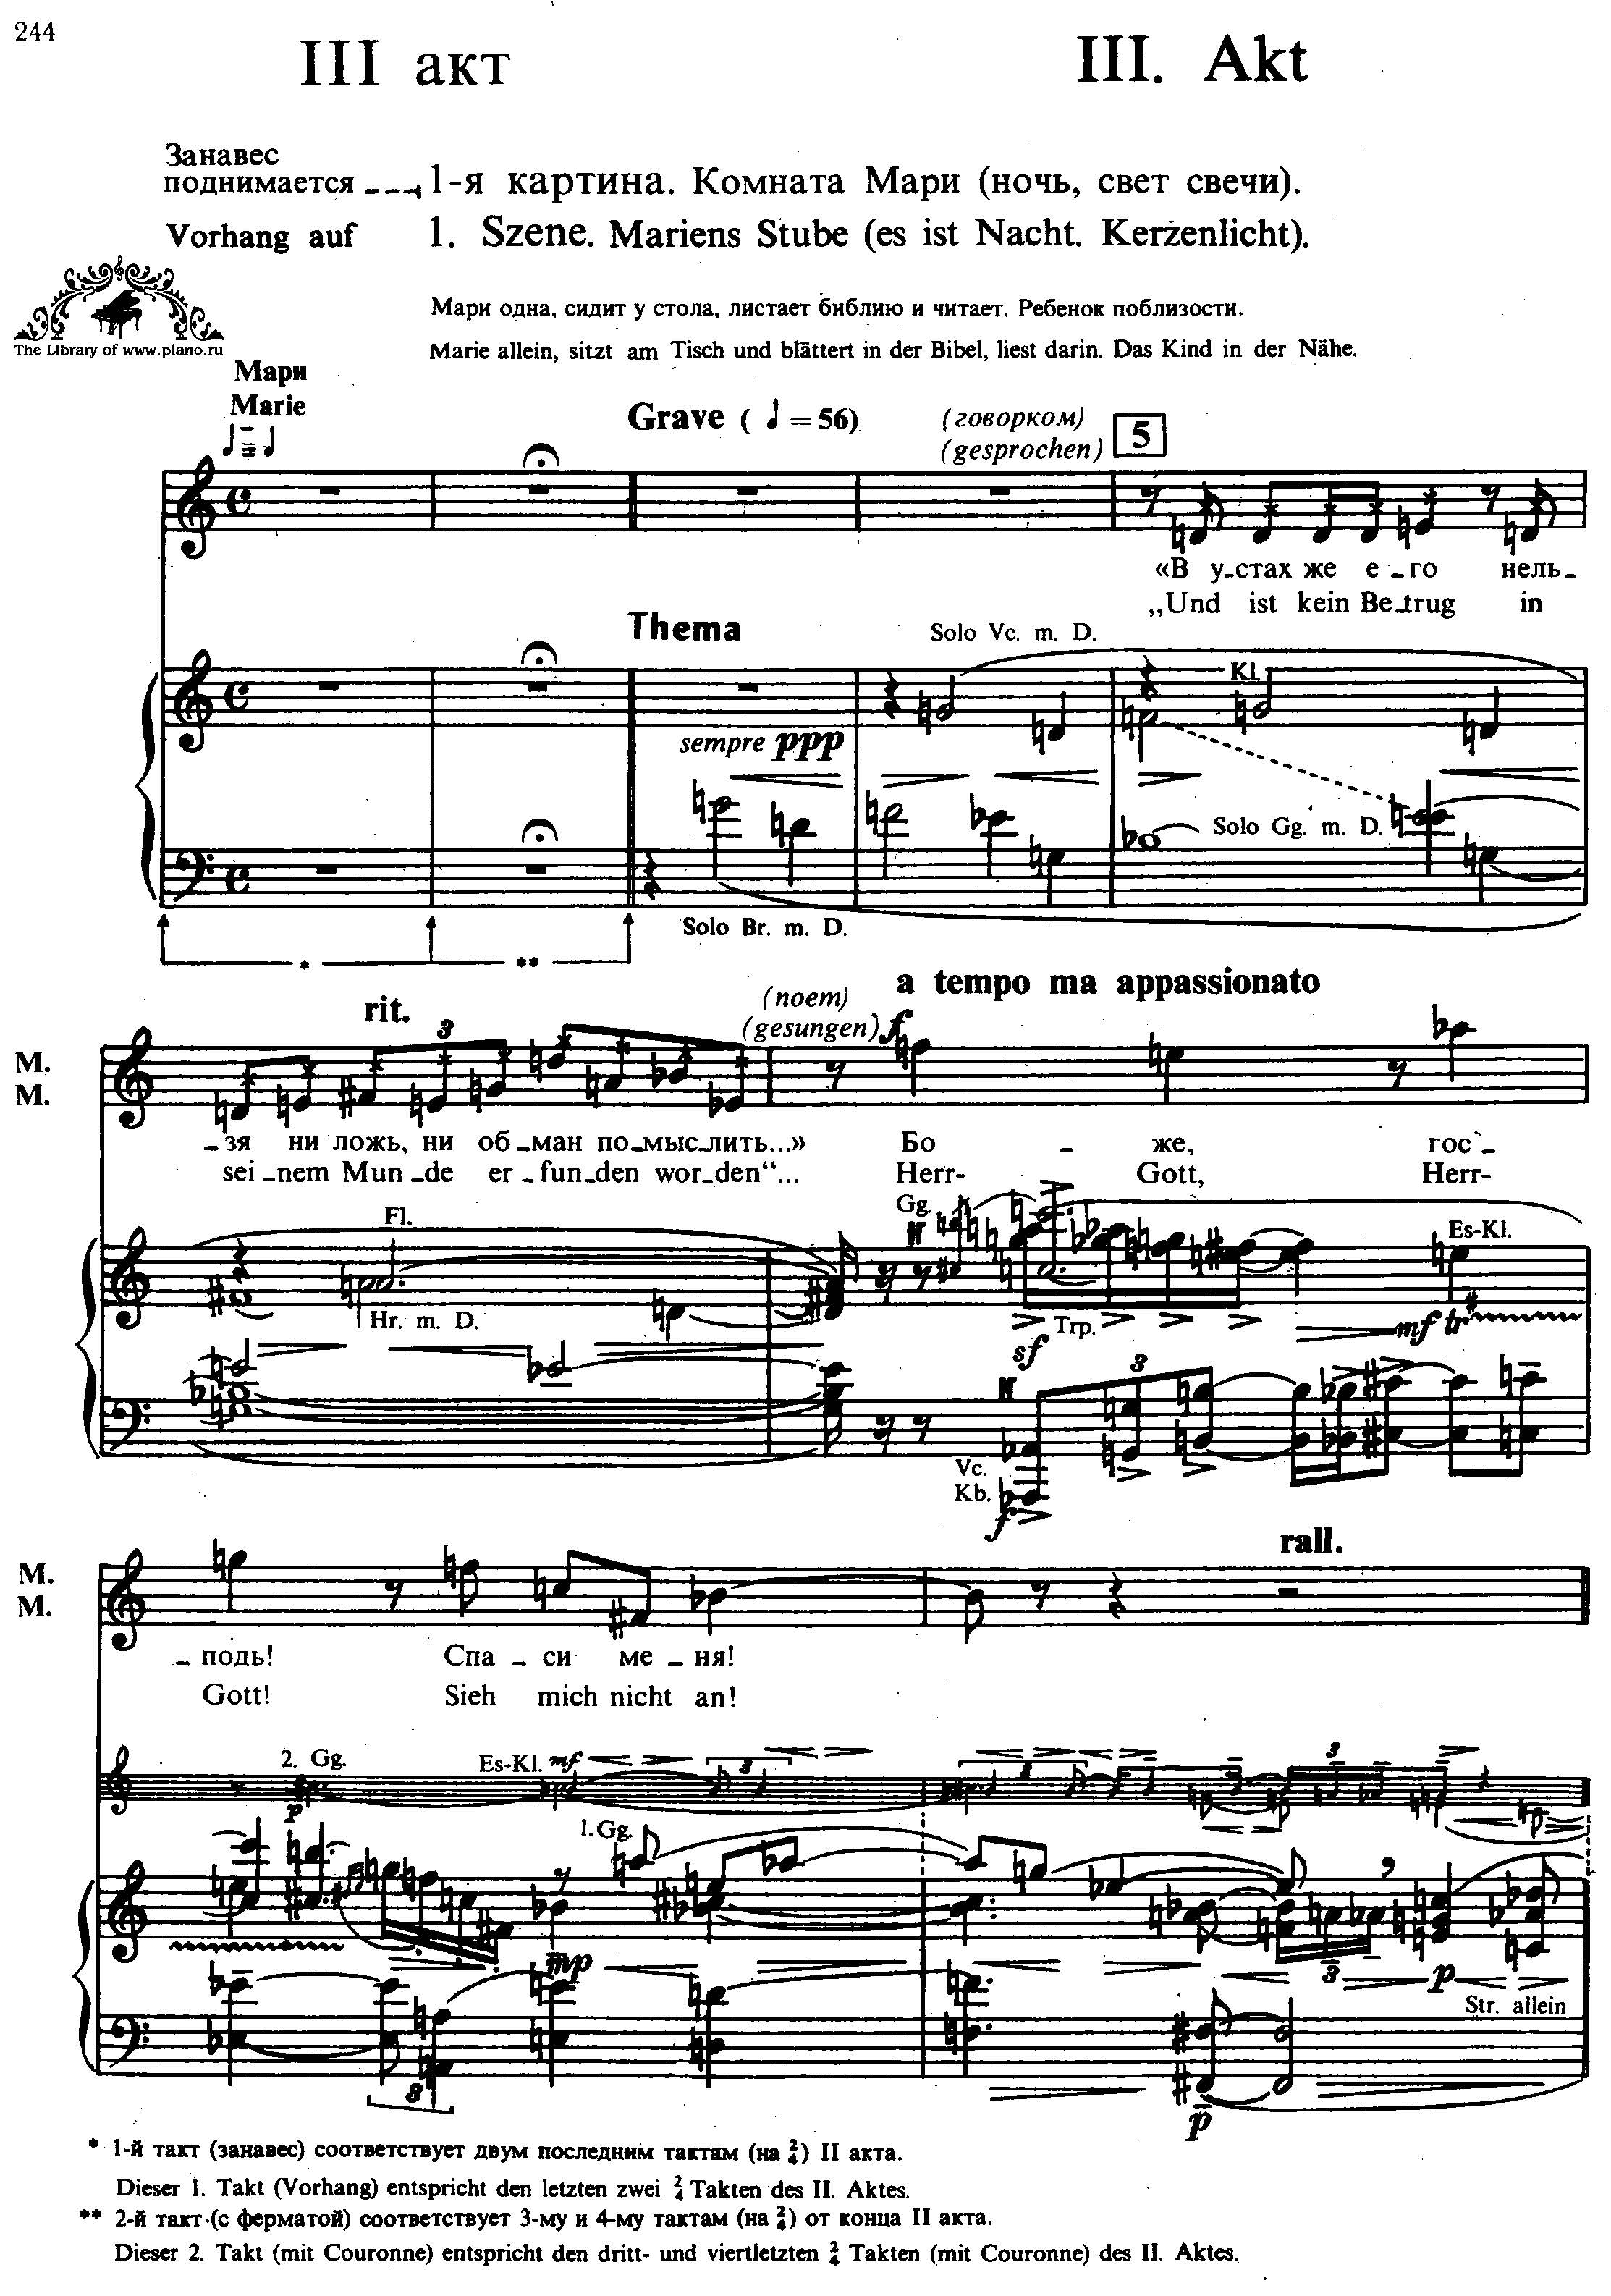 244
III акт
III. Akt
Занавес
поднимается
1-я картина. Комната Мари (ночь, свет свечи).
Vorhang auf
1. Szene. Mariens Stube (es ist Nacht. Kerzenlicht).
Мари одна, сидит у стола, листает библию и читает. Ребенок поблизости.
The Library of www.piano.ru
Marie allein, sitzt am Tisch und blättert in der Bibel, liest darin. Das Kind in der Nähe.
Мари
Marie
Grave (♩=56)
(говорком)
(gesprochen)
5
«В у-стах же е-го нель-
„Und ist kein Be-trug in
Thema
Solo Vc. m. D.
Kl.
sempre ppp
Solo Gg. m. D.
Solo Br. m. D.
* **
rit.
(поем)
(gesungen)
a tempo ma appassionato
3
f
M.
M.
-зя ни ложь, ни об-ман по-мыс-лить...» Бо - же, гос-
sei-nem Mun-de er-fun-den wor-den“... Herr- Gott, Herr-
Fl.
Gg.
Es-Kl.
Hr. m. D.
Trp.
sf
mf tr
3
Vc.
Kb.
f
rall.
M.
M.
- подь! Спа - си ме - ня!
Gott! Sieh mich nicht an!
2. Gg.
Es-Kl. mf
3
3
3
p
1. Gg.
mp
3
p
Str. allein
3
p
* 1-й такт (занавес) соответствует двум последним тактам (на 2/4) II акта.
Dieser 1. Takt (Vorhang) entspricht den letzten zwei 2/4 Takten des II. Aktes.
** 2-й такт (с ферматой) соответствует 3-му и 4-му тактам (на 2/4) от конца II акта.
Dieser 2. Takt (mit Couronne) entspricht den dritt- und viertletzten 2/4 Takten (mit Couronne) des II. Aktes.